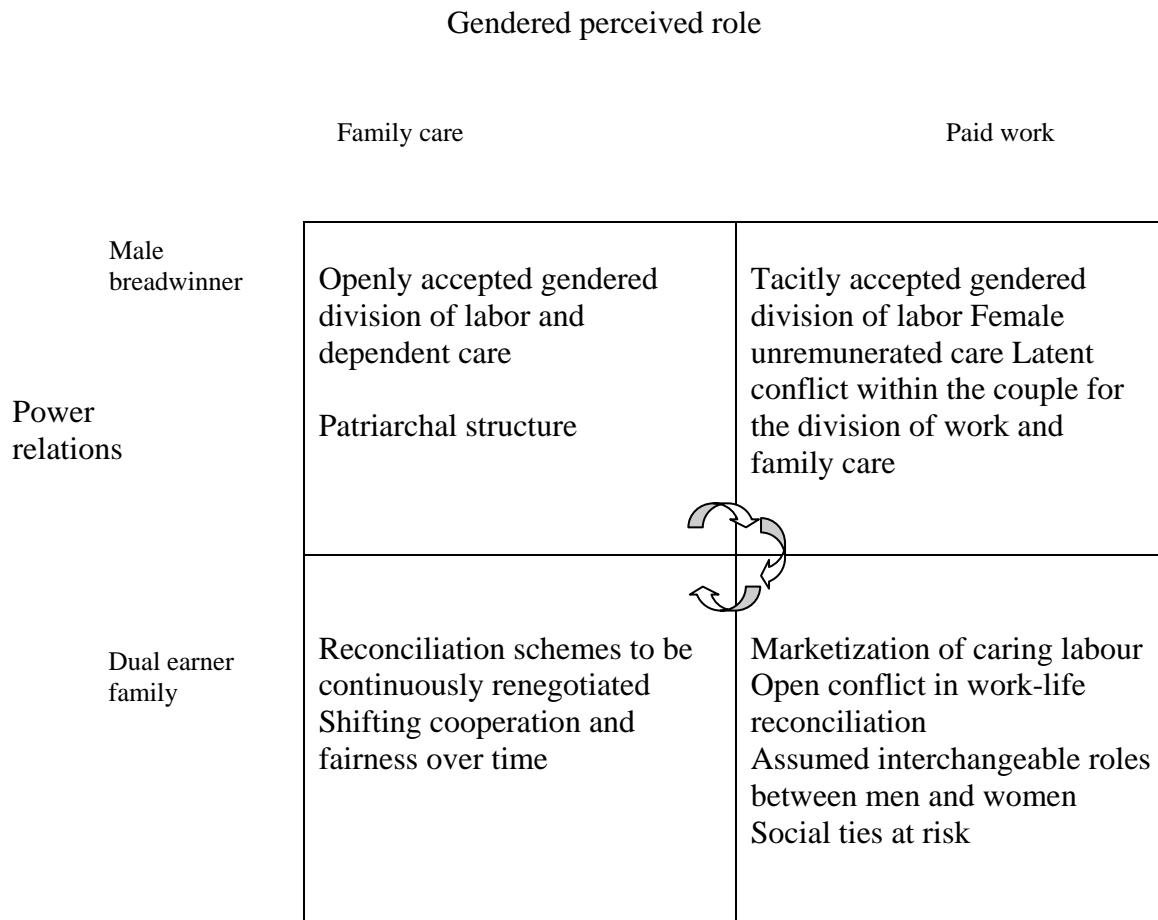 Gendered perceived role
Family care
Paid work
Power
relations
Male
breadwinner
Openly accepted gendered
division of labor and
dependent care
Patriarchal structure
Tacitly accepted gendered
division of labor Female
unremunerated care Latent
conflict within the couple for
the division of work and
family care
Dual earner
family
Reconciliation schemes to be
continuously renegotiated
Shifting cooperation and
fairness over time
Marketization of caring labour
Open conflict in work-life
reconciliation
Assumed interchangeable roles
between men and women
Social ties at risk